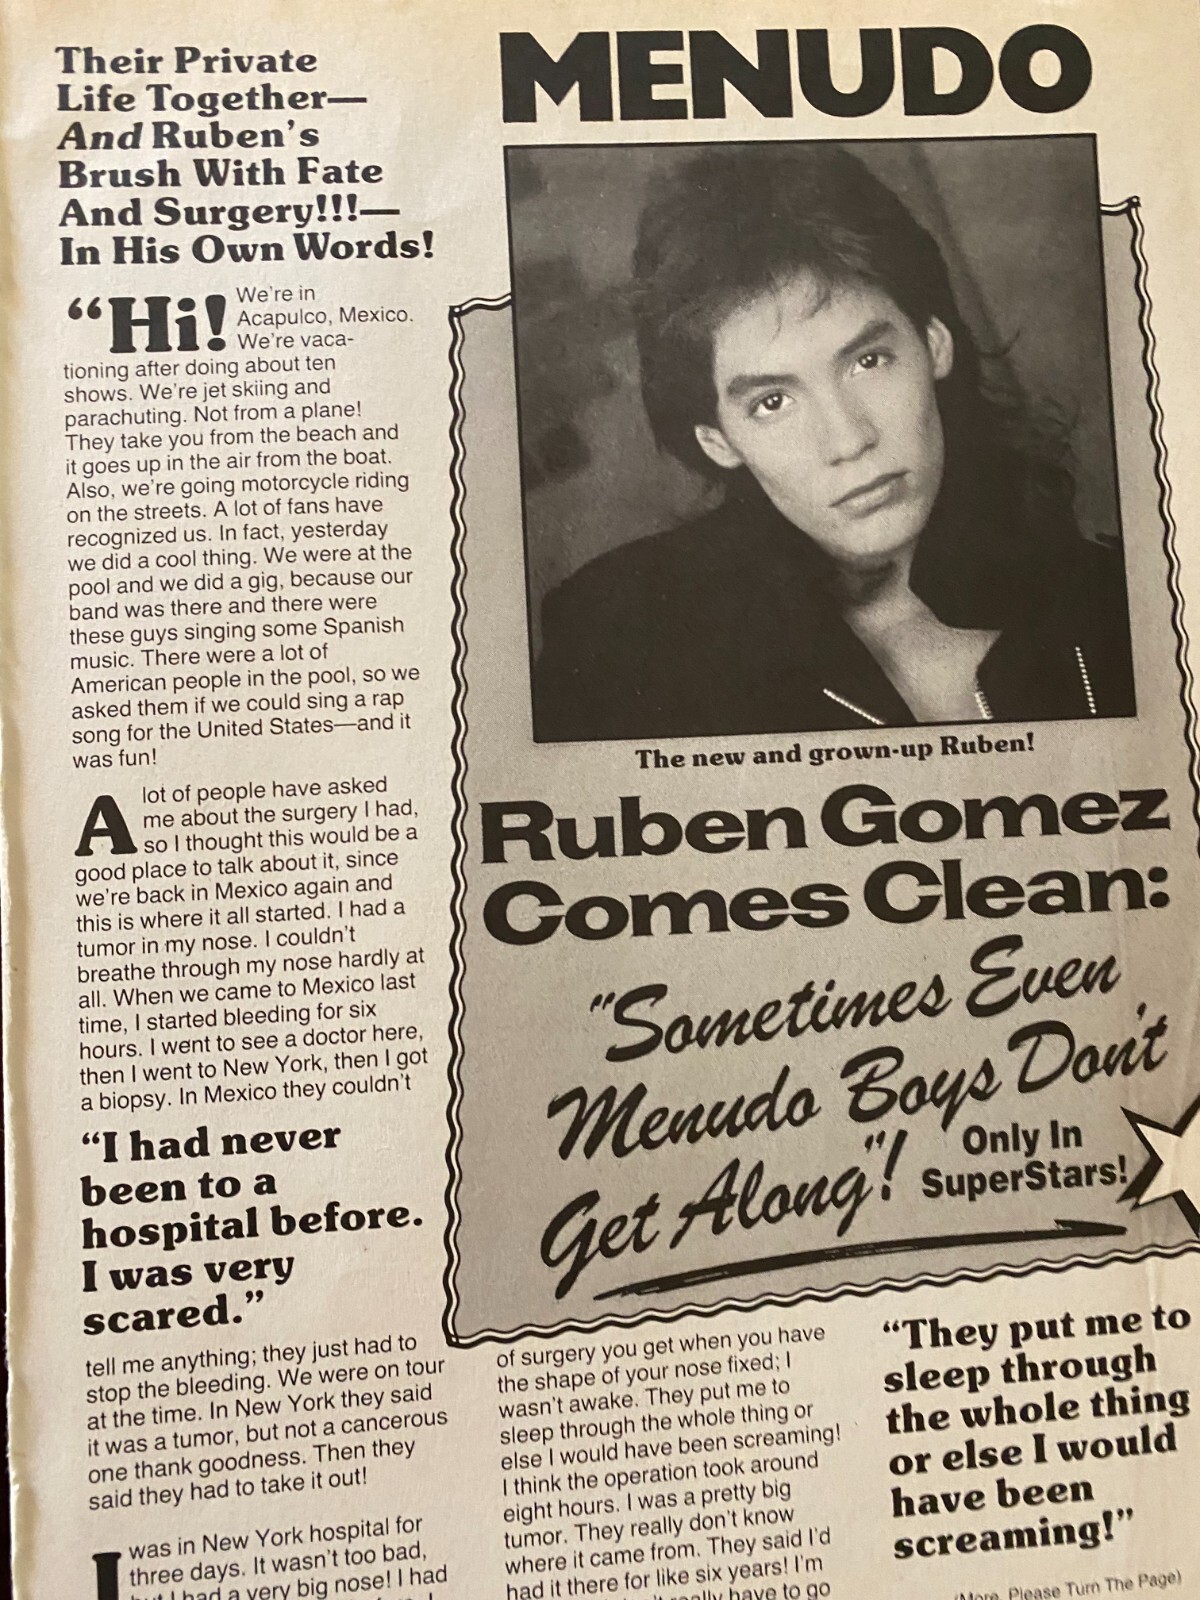 Their Private
Life Together—
And Ruben's
Brush With Fate
And Surgery!!!—
In His Own Words!
"Hi! We're in
Acapulco, Mexico.
We're vaca-
tioning after doing about ten
shows. We're jet skiing and
parachuting. Not from a plane!
They take you from the beach and
it goes up in the air from the boat.
Also, we're going motorcycle riding
on the streets. A lot of fans have
recognized us. In fact, yesterday
we did a cool thing. We were at the
pool and we did a gig, because our
band was there and there were
these guys singing some Spanish
music. There were a lot of
American people in the pool, so we
asked them if we could sing a rap
song for the United States—and it
was fun!
A lot of people have asked
me about the surgery I had,
so I thought this would be a
good place to talk about it, since
we're back in Mexico again and
this is where it all started. I had a
tumor in my nose. I couldn't
breathe through my nose hardly at
all. When we came to Mexico last
time, I started bleeding for six
hours. I went to see a doctor here,
then I went to New York, then I got
a biopsy. In Mexico they couldn't
"I had never
been to a
hospital before.
I was very
scared."
tell me anything; they just had to
stop the bleeding. We were on tour
at the time. In New York they said
it was a tumor, but not a cancerous
one thank goodness. Then they
said they had to take it out!
I was in New York hospital for
three days. It wasn't too bad,
but I had a very big nose! I had
MENUDO
The new and grown-up Ruben!
Ruben Gomez
Comes Clean:
"Sometimes Even
Menudo Boys Don't
Get Along"!
Only In
SuperStars!
of surgery you get when you have
the shape of your nose fixed; I
wasn't awake. They put me to
sleep through the whole thing or
else I would have been screaming!
I think the operation took around
eight hours. I was a pretty big
tumor. They really don't know
where it came from. They said I'd
had it there for like six years! I'm
really have to go
"They put me to
sleep through
the whole thing
or else I would
have been
screaming!"
(More, Please Turn The Page)